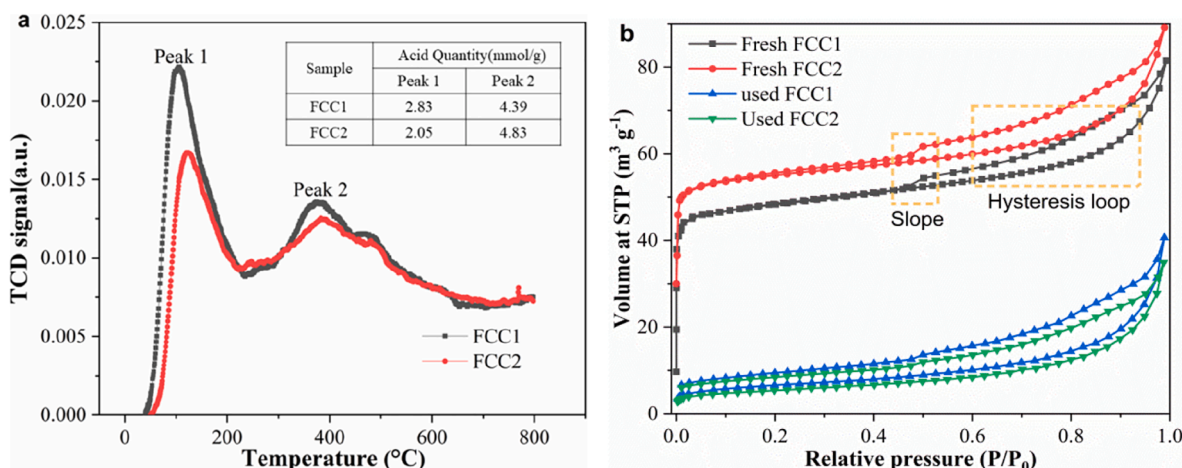 a
TCD signal(a.u.)
0.025
0.020
0.015
0.010
0.005
0.000
Peak 1
Peak 2
Sample
Acid Quantity(mmol/g)
Peak 1 Peak 2
FCC1 2.83 4.39
FCC2 2.05 4.83
FCC1
FCC2
0 200 400 600 800
Temperature (°C)
b
Volume at STP (m³ g⁻¹)
80
60
40
20
0
Fresh FCC1
Fresh FCC2
used FCC1
Used FCC2
Slope
Hysteresis loop
0.0 0.2 0.4 0.6 0.8 1.0
Relative pressure (P/P₀)